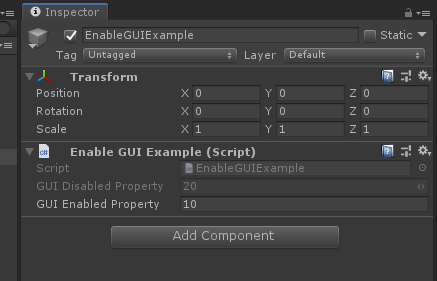 Inspector
EnableGUIExample Static
Tag Untagged Layer Default
Transform
Position X 0 Y 0 Z 0
Rotation X 0 Y 0 Z 0
Scale X 1 Y 1 Z 1
Enable GUI Example (Script)
Script EnableGUIExample
GUI Disabled Property 20
GUI Enabled Property 10
Add Component